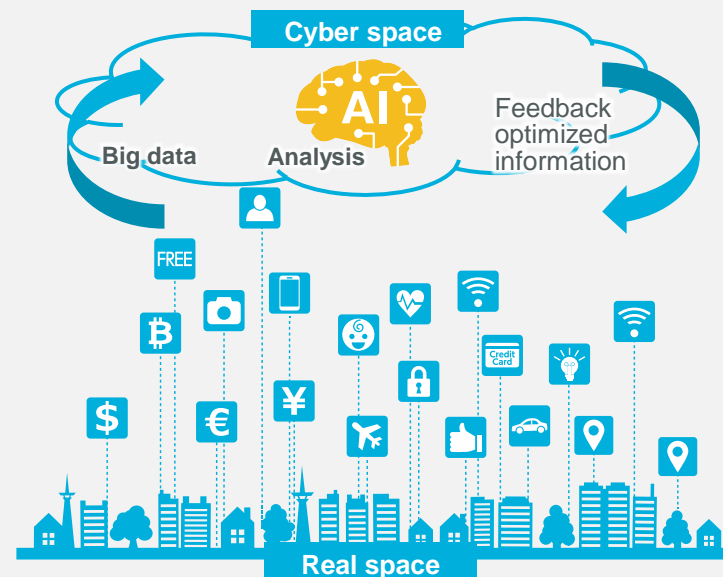 Cyber space
AI
Feedback
optimized
information
Big data
Analysis
FREE
₿
Credit
Card
$
€
¥
Real space